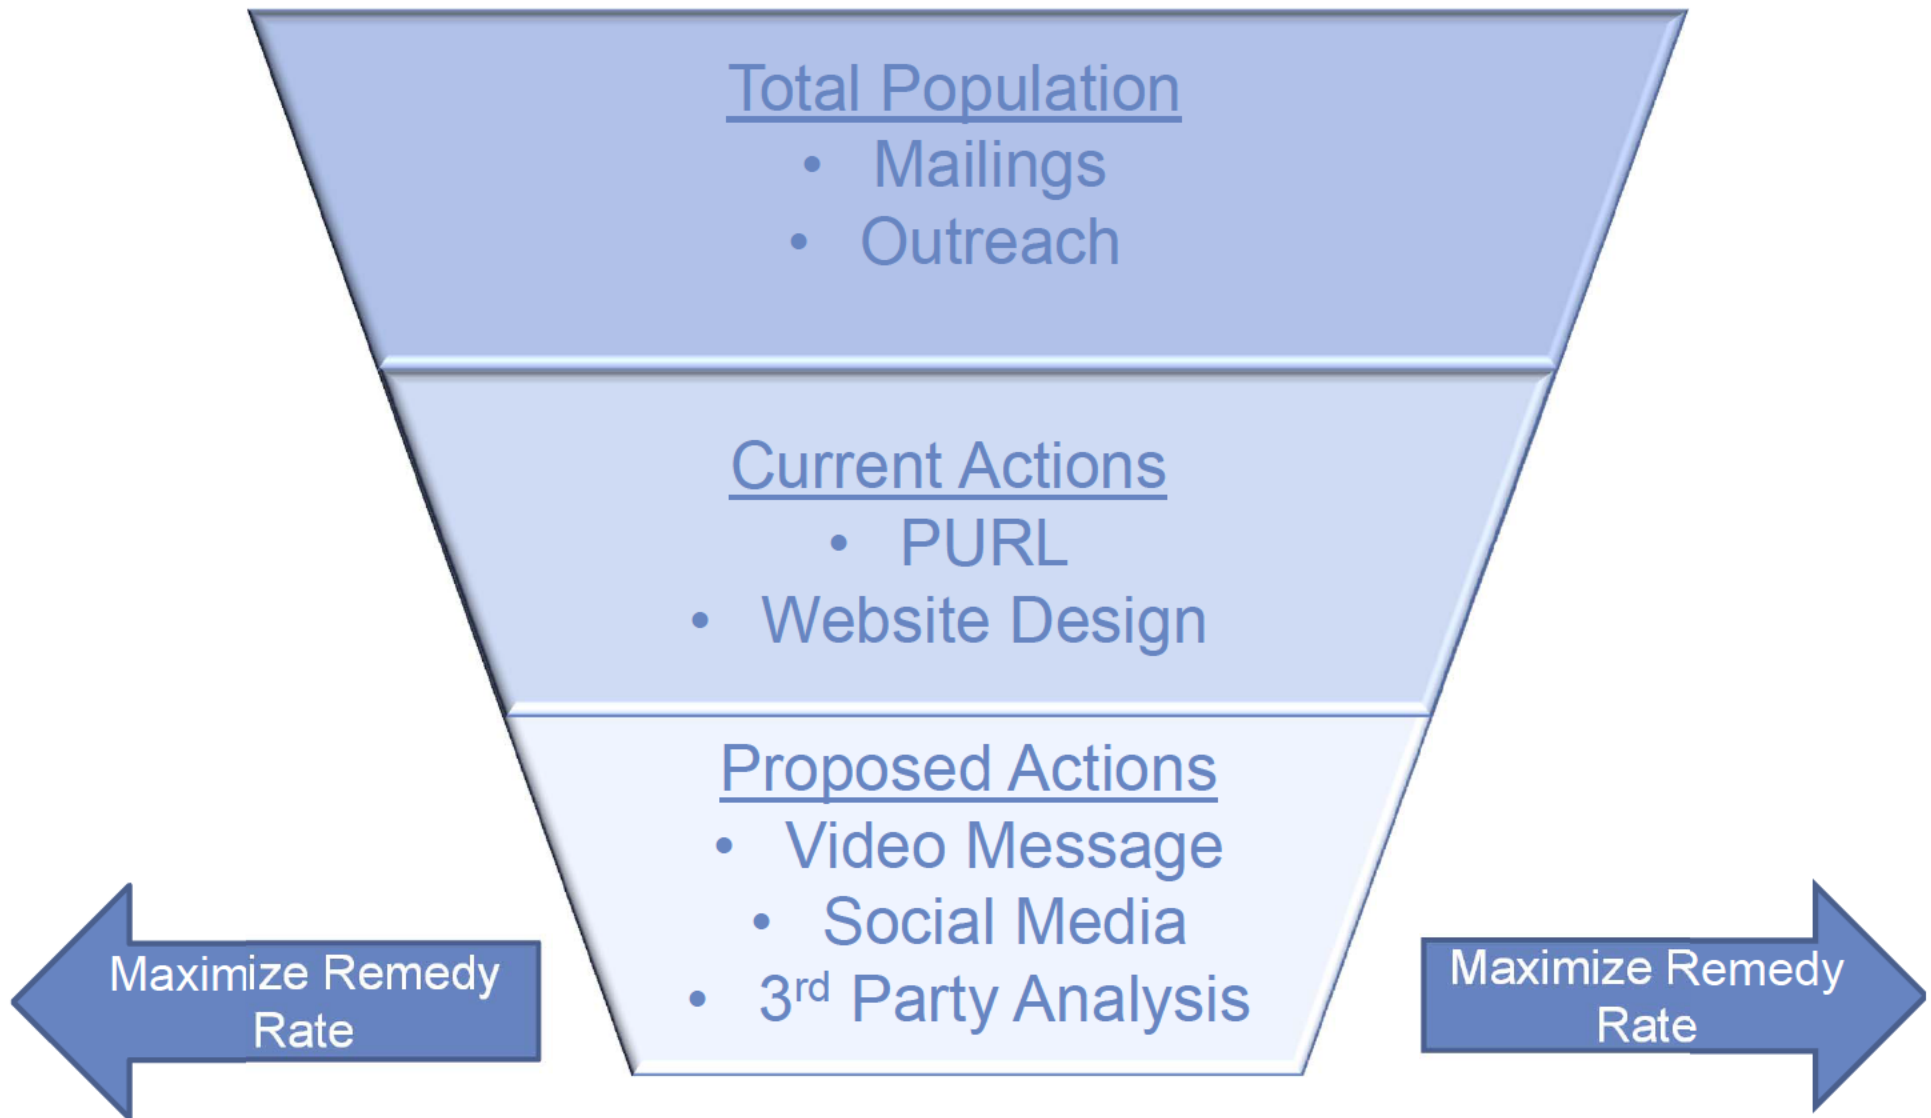 Total Population
• Mailings
• Outreach
Current Actions
• PURL
• Website Design
Proposed Actions
• Video Message
• Social Media
• 3rd Party Analysis
Maximize Remedy
Rate
Maximize Remedy
Rate